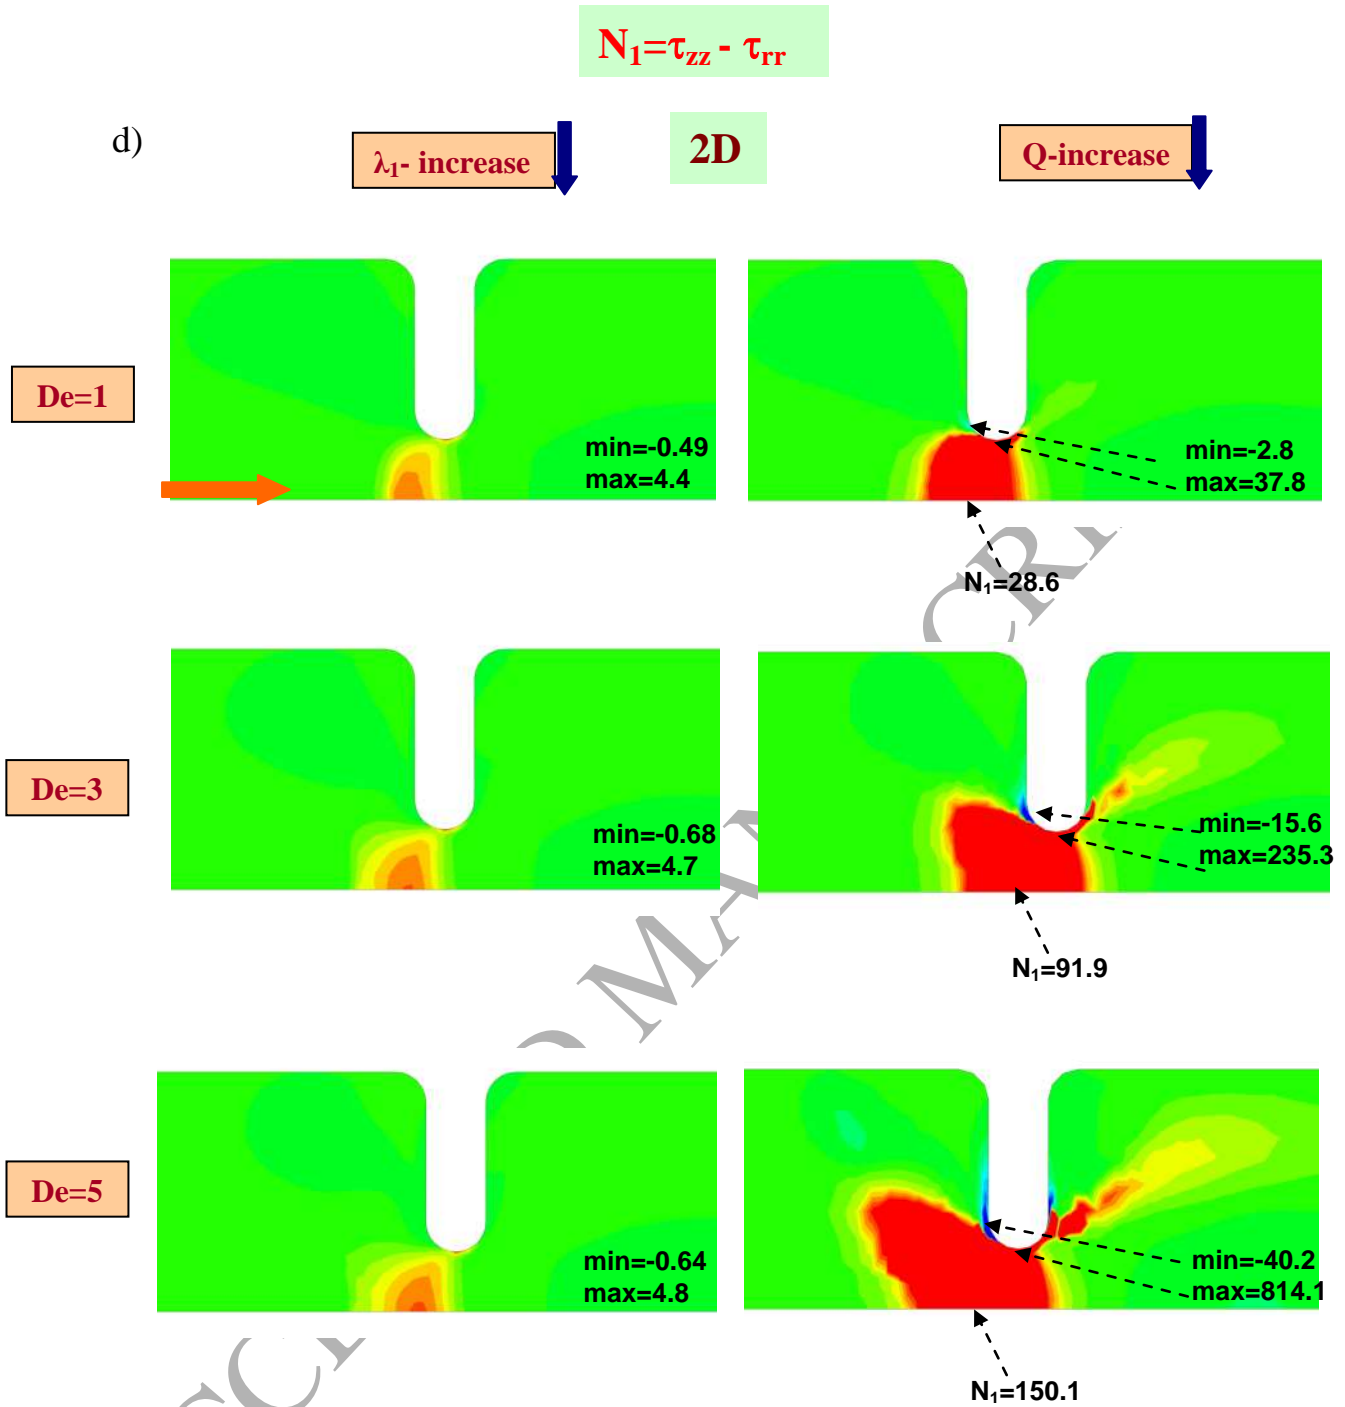 N₁=τzz - τrr
d)
λ₁- increase
2D
Q-increase
De=1
min=-0.49
max=4.4
min=-2.8
max=37.8
N₁=28.6
De=3
min=-0.68
max=4.7
min=-15.6
max=235.3
N₁=91.9
De=5
min=-0.64
max=4.8
min=-40.2
max=814.1
N₁=150.1